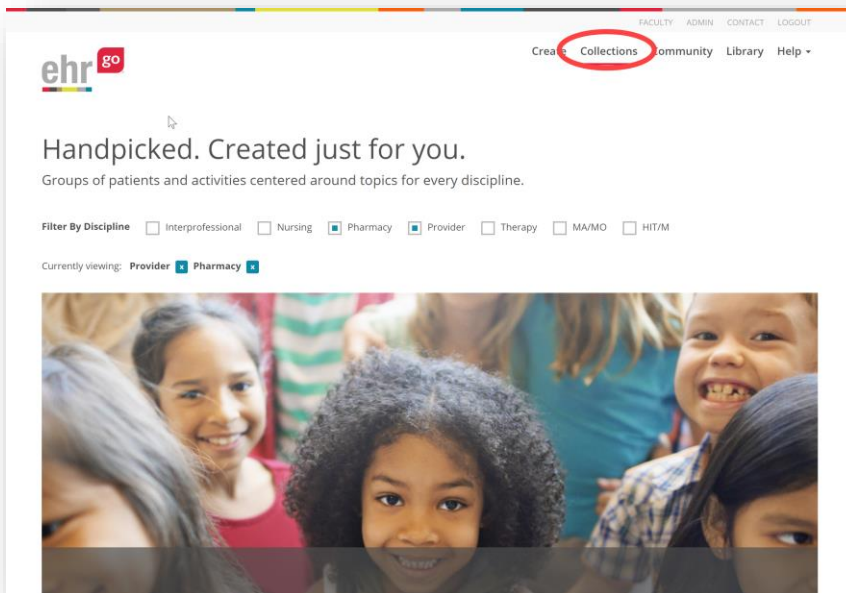 FACULTY ADMIN CONTACT LOGOUT
Create Collections Community Library Help
ehr go
Handpicked. Created just for you.
Groups of patients and activities centered around topics for every discipline.
Filter By Discipline Interprofessional Nursing Pharmacy Provider Therapy MA/MO HIT/M
Currently viewing: Provider x Pharmacy x